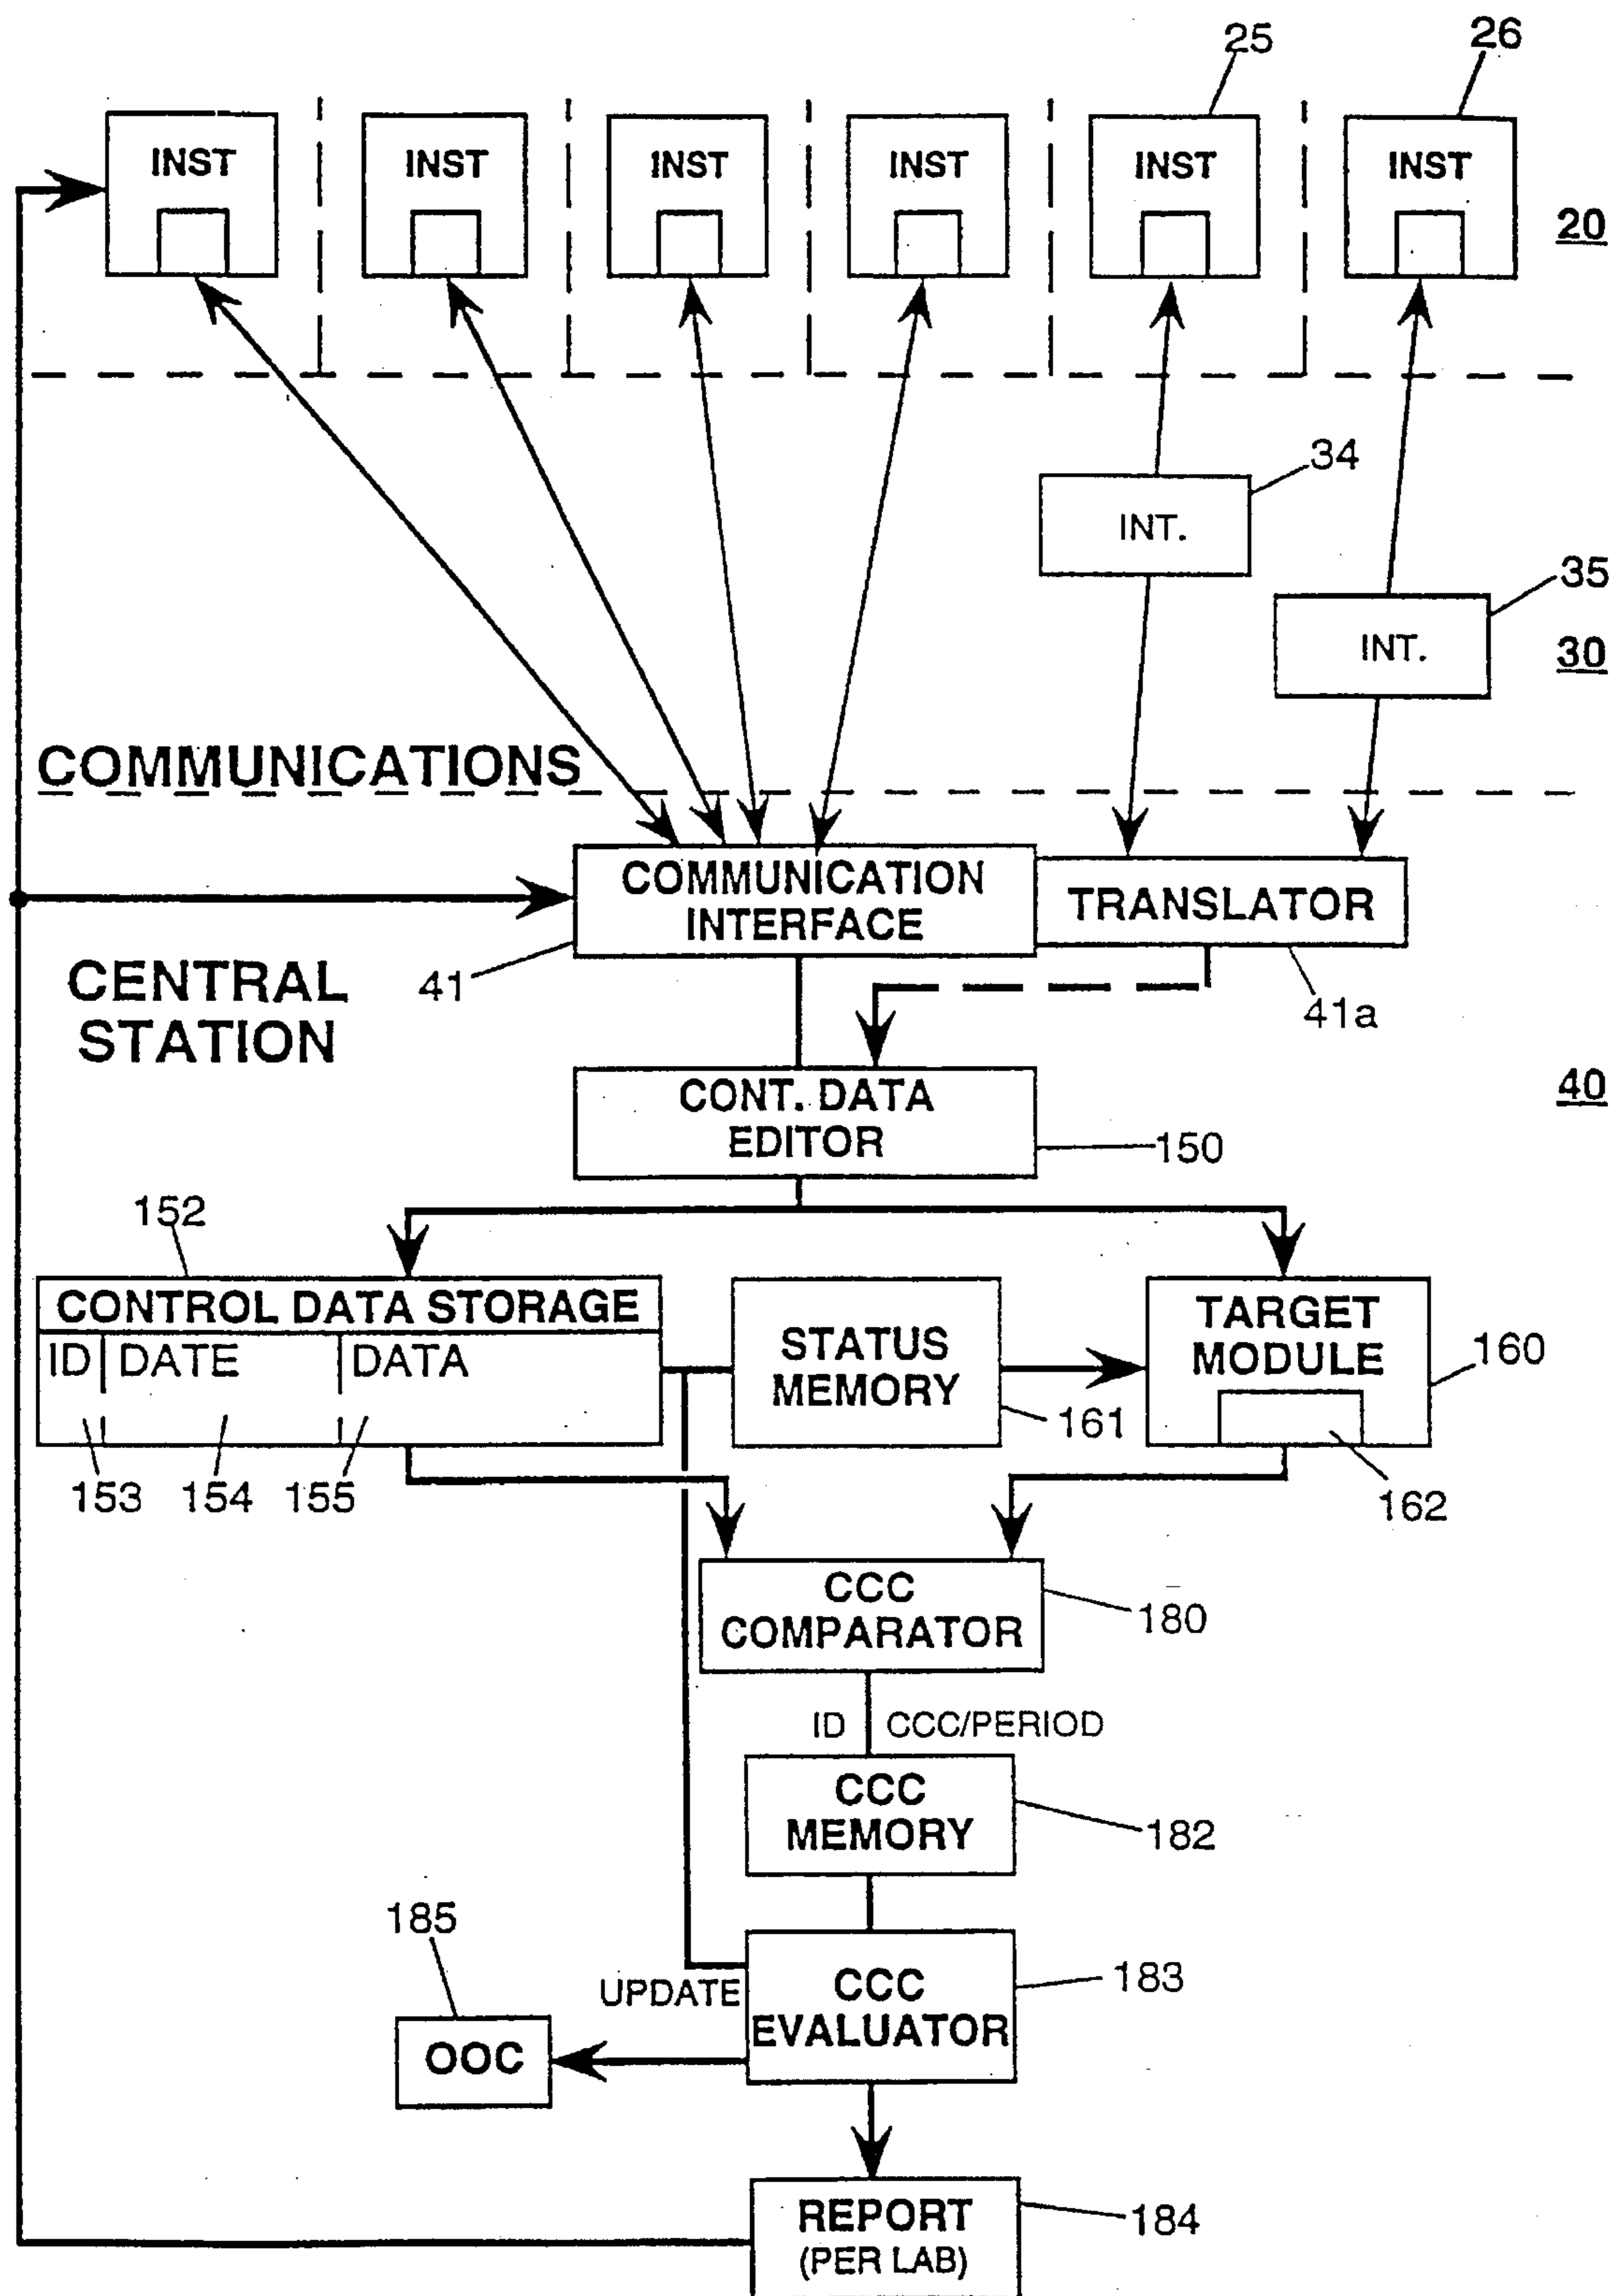 25
26
INST
INST
INST
INST
INST
INST
20
34
INT.
35
INT.
30
COMMUNICATIONS
COMMUNICATION
INTERFACE
TRANSLATOR
41
41a
CENTRAL
STATION
CONT. DATA
EDITOR
150
40
152
CONTROL DATA STORAGE
ID DATE DATA
153
154
155
STATUS
MEMORY
161
TARGET
MODULE
160
162
CCC
COMPARATOR
180
ID CCC/PERIOD
CCC
MEMORY
182
185
UPDATE
CCC
EVALUATOR
183
OOC
REPORT
(PER LAB)
184